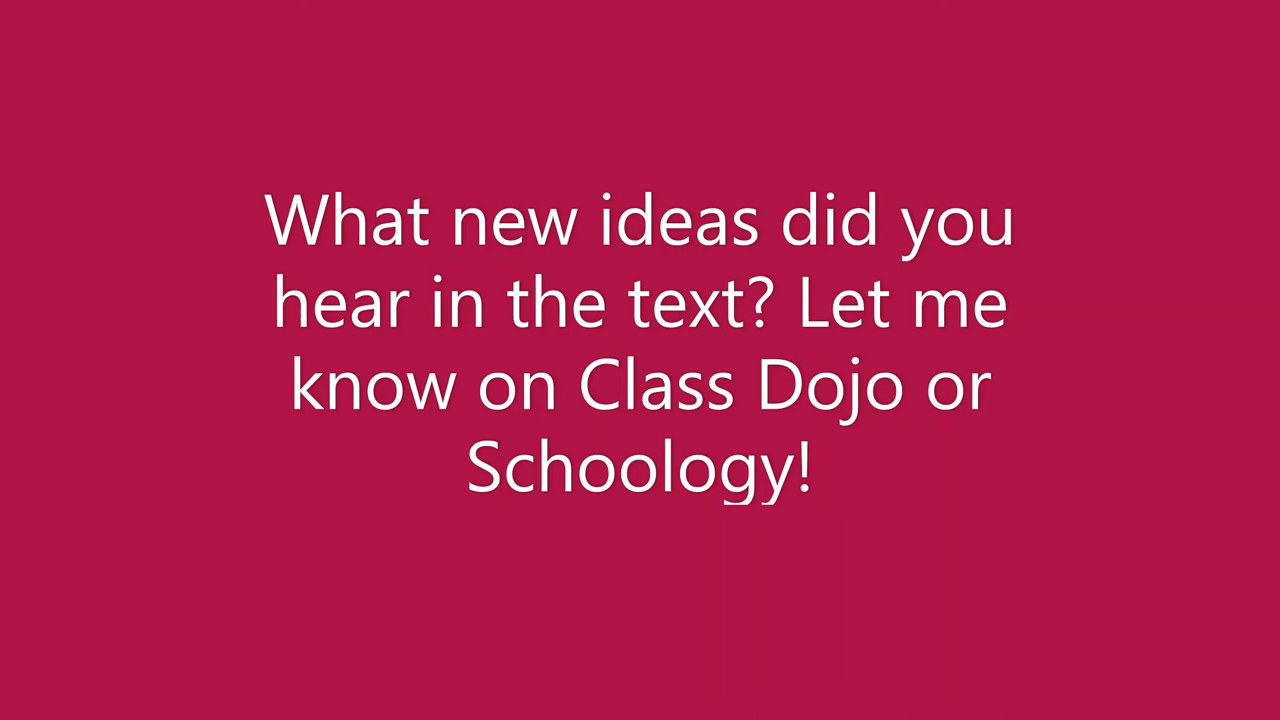 What new ideas did you
hear in the text? Let me
know on Class Dojo or
Schoology!